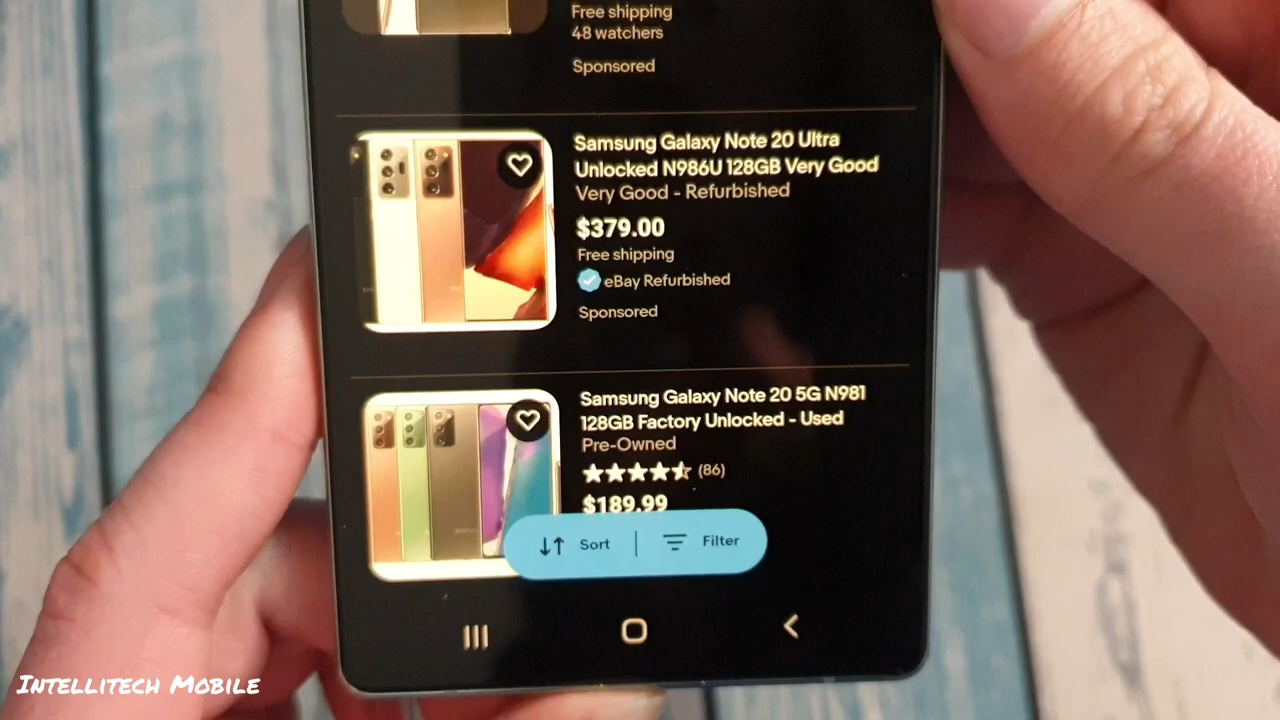 Free shipping
48 watchers
Sponsored
Samsung Galaxy Note 20 Ultra
Unlocked N986U 128GB Very Good
Very Good - Refurbished
$379.00
Free shipping
eBay Refurbished
Sponsored
Samsung Galaxy Note 20 5G N981
128GB Factory Unlocked - Used
Pre-Owned
(86)
$189.99
Sort
Filter
Intellitech Mobile